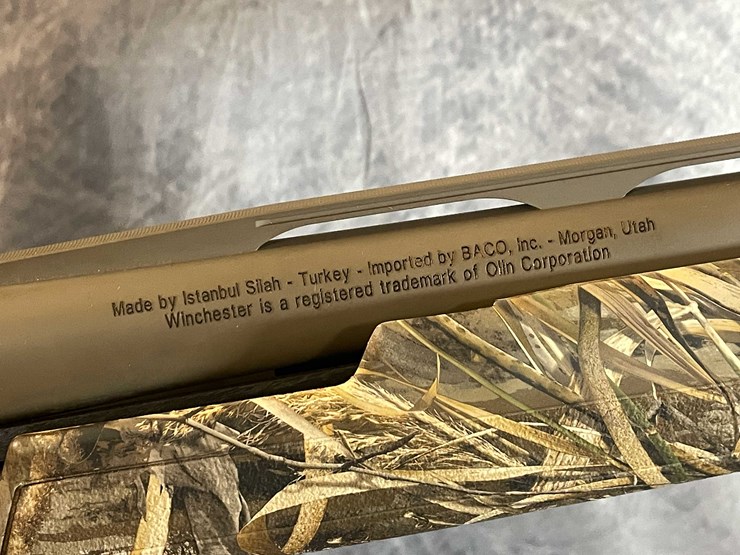 Made by Istanbul Silah - Turkey - Imported by BACO, Inc. - Morgan, Utah
Winchester is a registered trademark of Olin Corporation